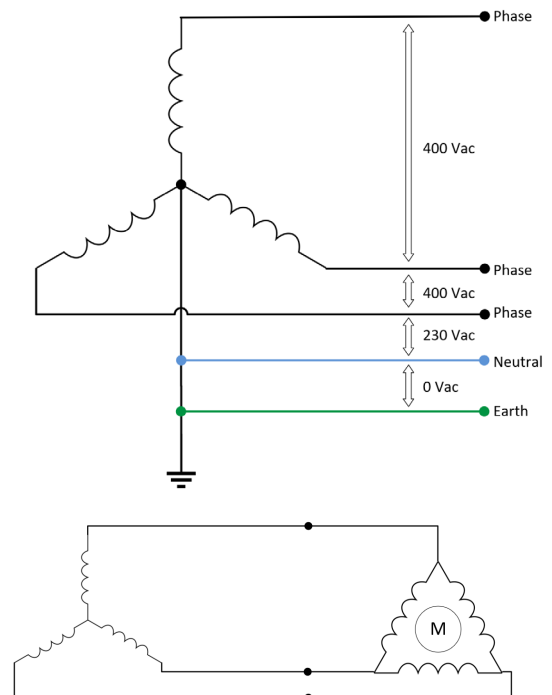 Phase
400 Vac
Phase
400 Vac
Phase
230 Vac
Neutral
0 Vac
Earth
M